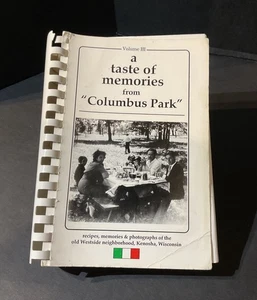 Volume III
a
taste of
memories
from
"Columbus Park"
recipes, memories & photographs of the
old Westside neighborhood, Kenosha, Wisconsin